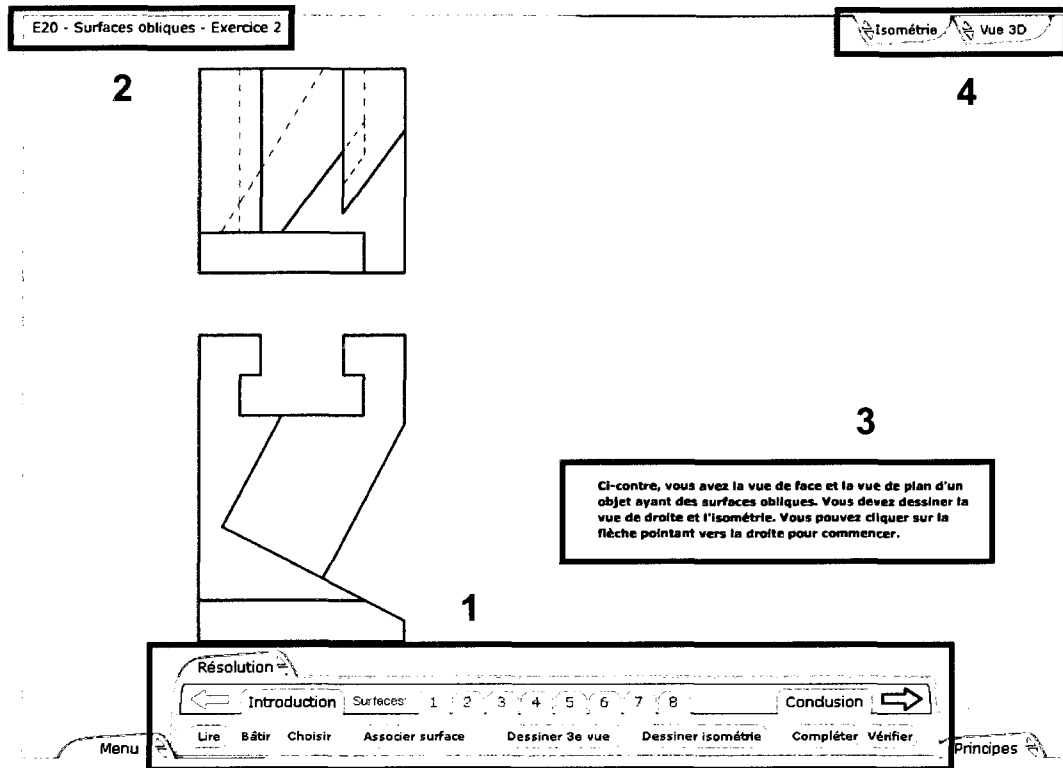 E20 - Surfaces obliques - Exercice 2
Isométrie
Vue 3D
2
4
3
Ci-contre, vous avez la vue de face et la vue de plan d'un
objet ayant des surfaces obliques. Vous devez dessiner la
vue de droite et l'isométrie. Vous pouvez cliquer sur la
flèche pointant vers la droite pour commencer.
1
Résolution
Introduction Surfaces: 1 2 3 4 5 6 7 8 Conclusion
Lire Bâtir Choisir Associer surface Dessiner 3e vue Dessiner isométrie Compléter Vérifier
Menu
Principes